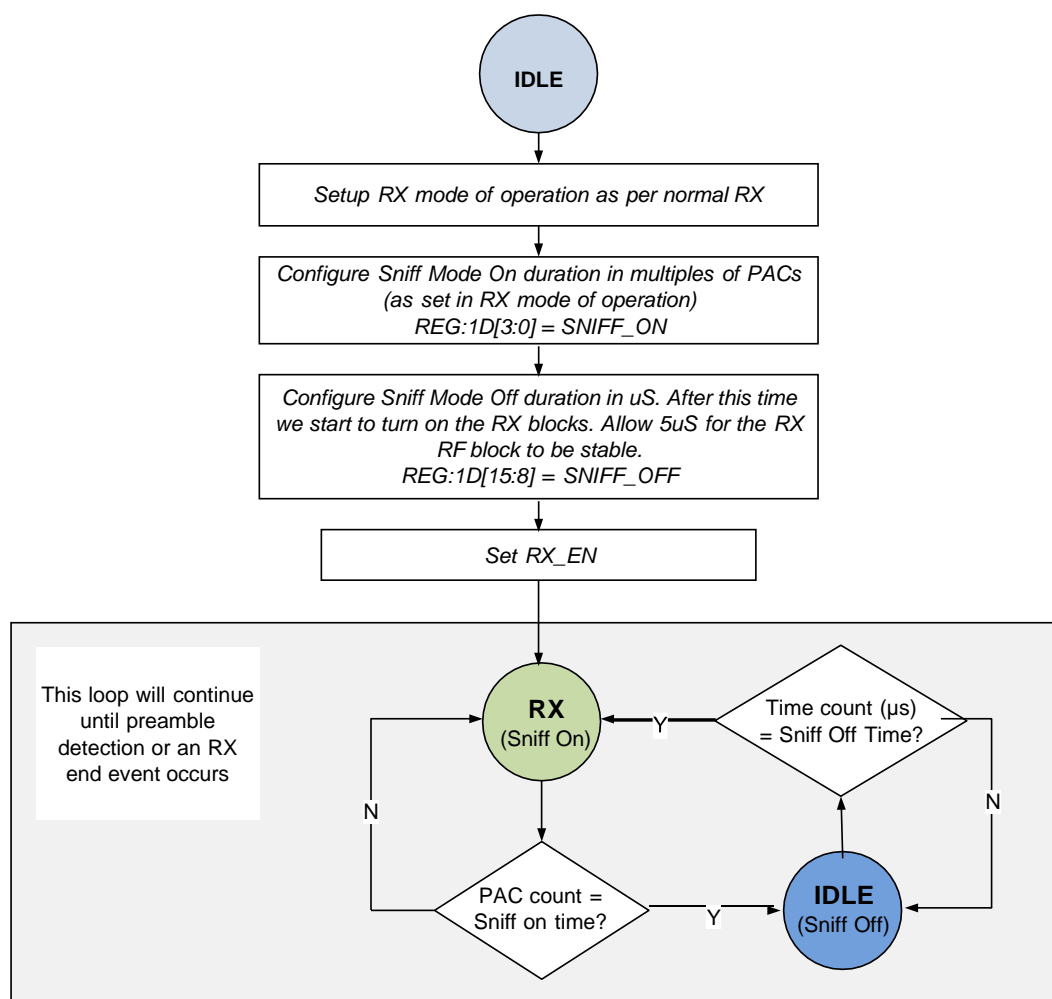 IDLE
Setup RX mode of operation as per normal RX
Configure Sniff Mode On duration in multiples of PACs
(as set in RX mode of operation)
REG:1D[3:0] = SNIFF_ON
Configure Sniff Mode Off duration in uS. After this time
we start to turn on the RX blocks. Allow 5uS for the RX
RF block to be stable.
REG:1D[15:8] = SNIFF_OFF
Set RX_EN
This loop will continue
until preamble
detection or an RX
end event occurs
RX
(Sniff On)
Y
Time count (µs)
= Sniff Off Time?
N
N
PAC count =
Sniff on time?
Y
IDLE
(Sniff Off)